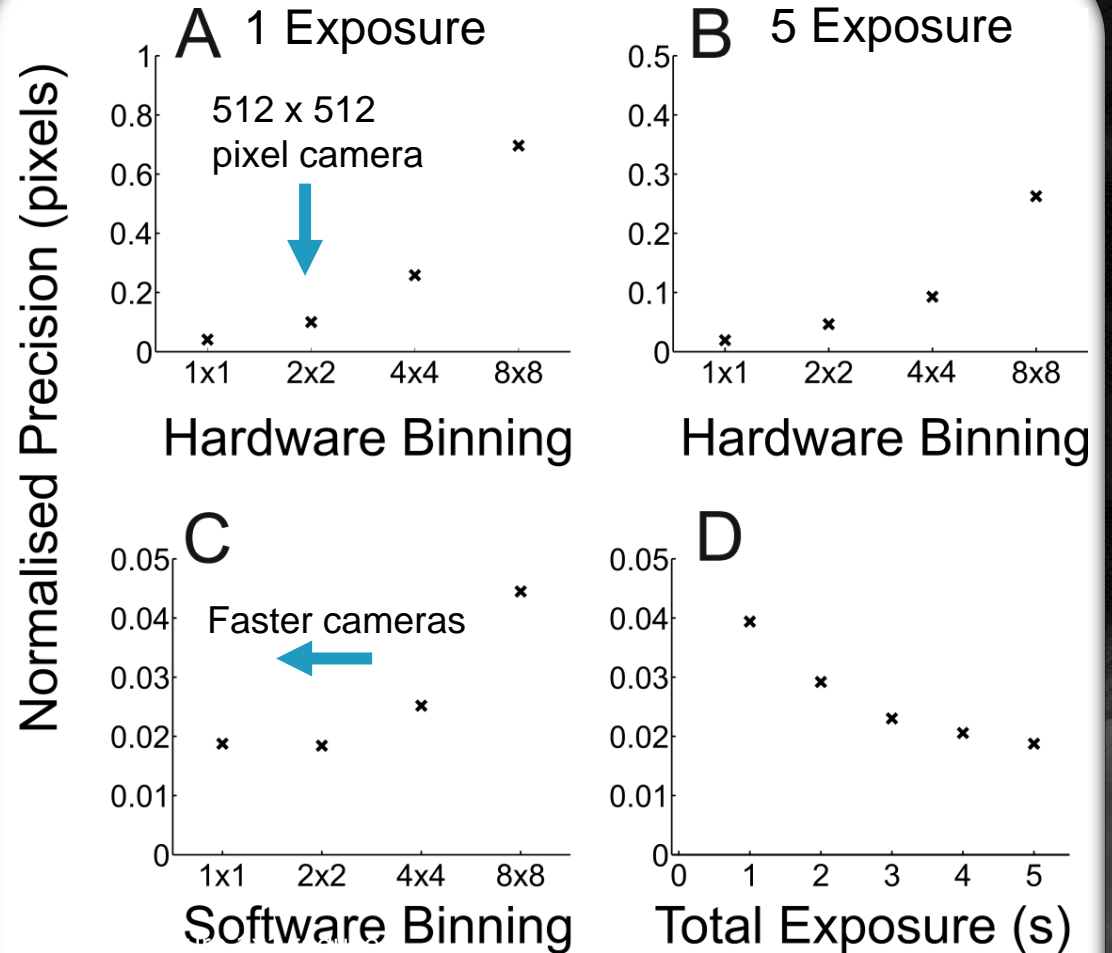 Normalised Precision (pixels)
A 1 Exposure
1
0.8
0.6
0.4
0.2
0
512 x 512
pixel camera
1x1 2x2 4x4 8x8
Hardware Binning
B 5 Exposure
0.5
0.4
0.3
0.2
0.1
0
1x1 2x2 4x4 8x8
Hardware Binning
C
0.05
0.04
0.03
0.02
0.01
0
Faster cameras
1x1 2x2 4x4 8x8
Software Binning
D
0.05
0.04
0.03
0.02
0.01
0
0 1 2 3 4 5
Total Exposure (s)